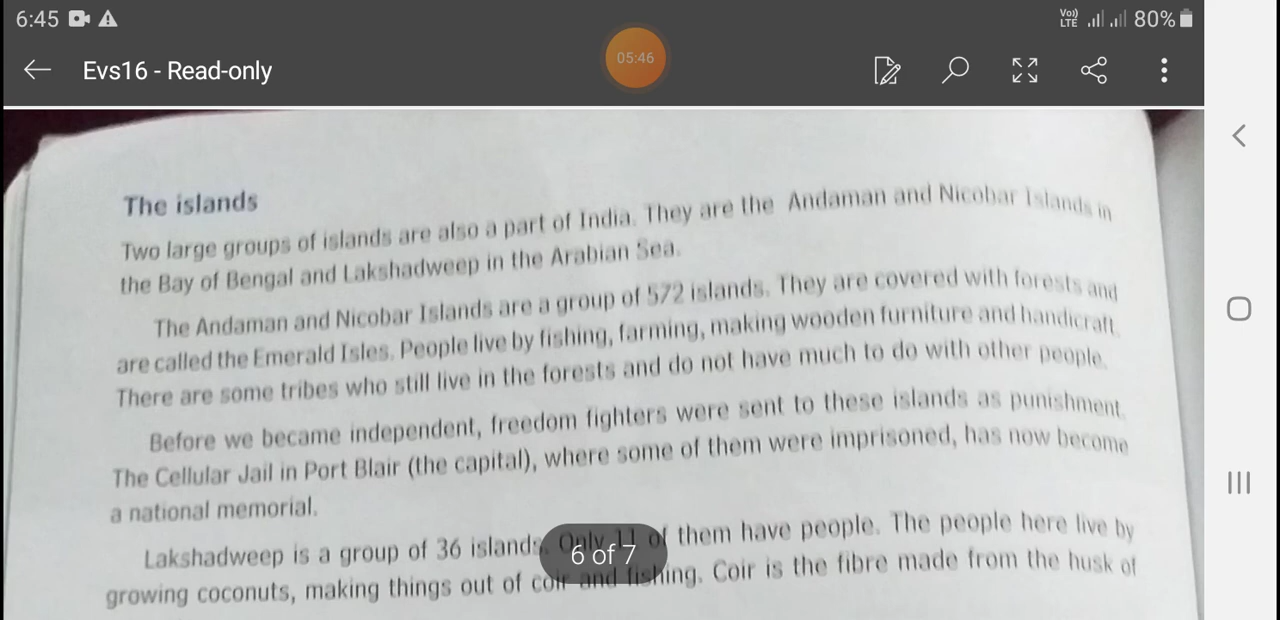 6:45 Vo)) LTE 80%
Evs16 - Read-only 05:46
The islands
Two large groups of islands are also a part of India. They are the Andaman and Nicobar Islands in
the Bay of Bengal and Lakshadweep in the Arabian Sea.
The Andaman and Nicobar Islands are a group of 572 islands. They are covered with forests and
are called the Emerald Isles. People live by fishing, farming, making wooden furniture and handicraft.
There are some tribes who still live in the forests and do not have much to do with other people.
Before we became independent, freedom fighters were sent to these islands as punishment.
The Cellular Jail in Port Blair (the capital), where some of them were imprisoned, has now become
a national memorial.
Lakshadweep is a group of 36 islands. Only 11 of them have people. The people here live by
6 of 7
growing coconuts, making things out of coir and fishing. Coir is the fibre made from the husk of